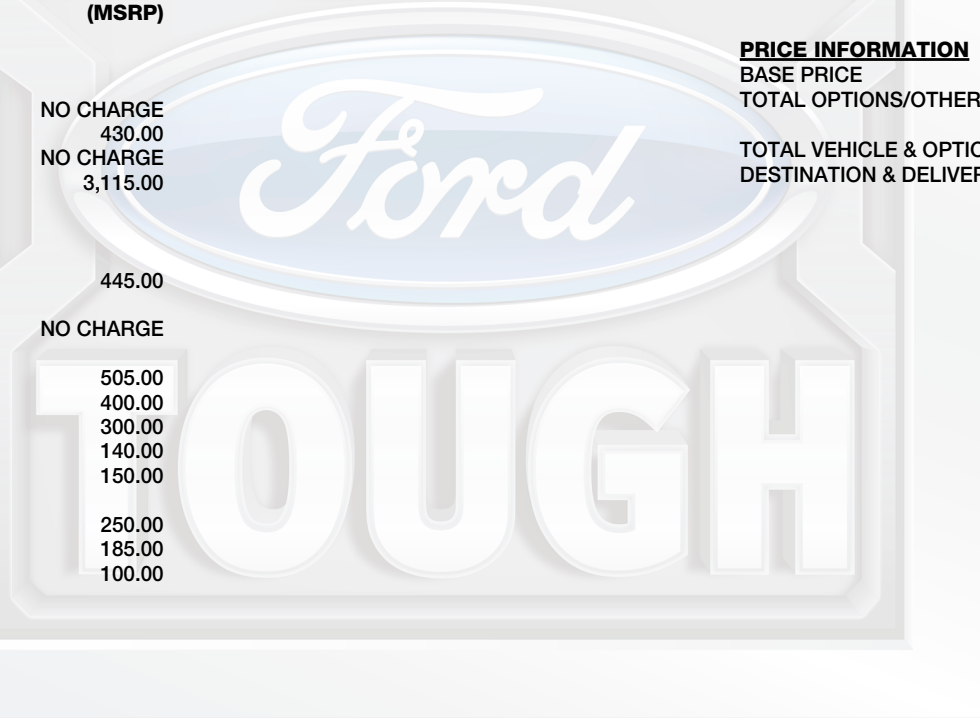 (MSRP)
NO CHARGE
430.00
NO CHARGE
3,115.00
445.00
NO CHARGE
505.00
400.00
300.00
140.00
150.00
250.00
185.00
100.00
PRICE INFORMATION
BASE PRICE
TOTAL OPTIONS/OTHER
TOTAL VEHICLE & OPTIO
DESTINATION & DELIVER
Ford
TOUGH